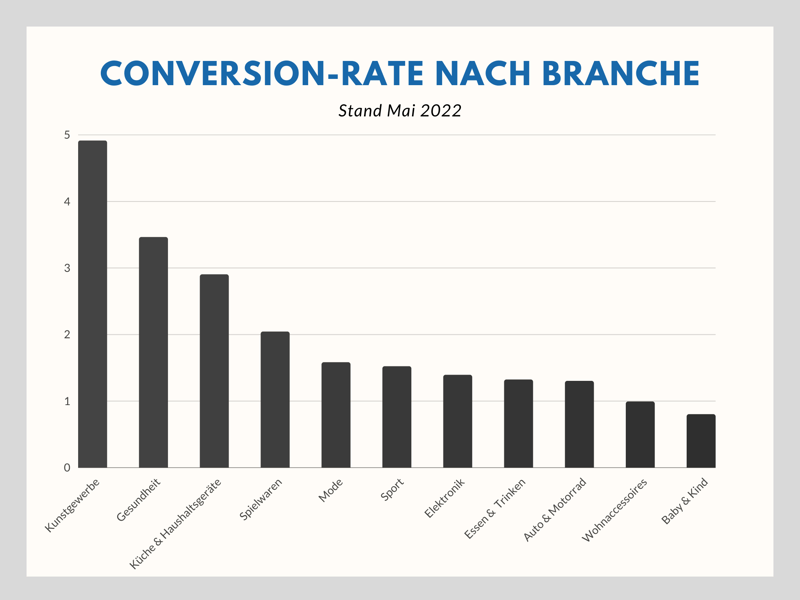 CONVERSION-RATE NACH BRANCHE
Stand Mai 2022
5
4
3
2
1
0
Kunstgewerbe
Gesundheit
Küche & Haushaltsgeräte
Spielwaren
Mode
Sport
Elektronik
Essen & Trinken
Auto & Motorrad
Wohnaccessoires
Baby & Kind